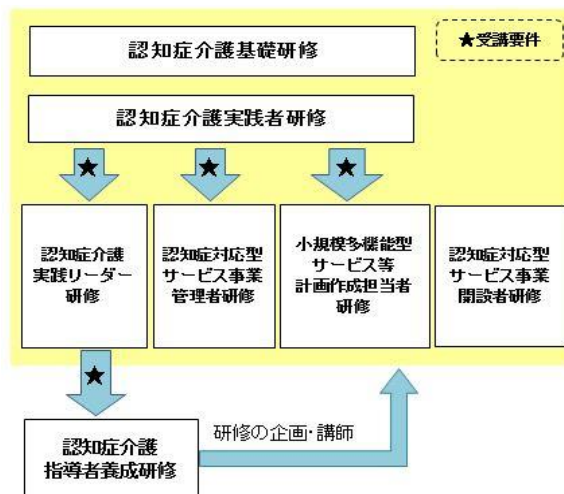 認知症介護基礎研修
★受講要件
認知症介護実践者研修
★
★
★
認知症介護
実践リーダー
研修
認知症対応型
サービス事業
管理者研修
小規模多機能型
サービス等
計画作成担当者
研修
認知症対応型
サービス事業
開設者研修
★
認知症介護
指導者養成研修
研修の企画・講師